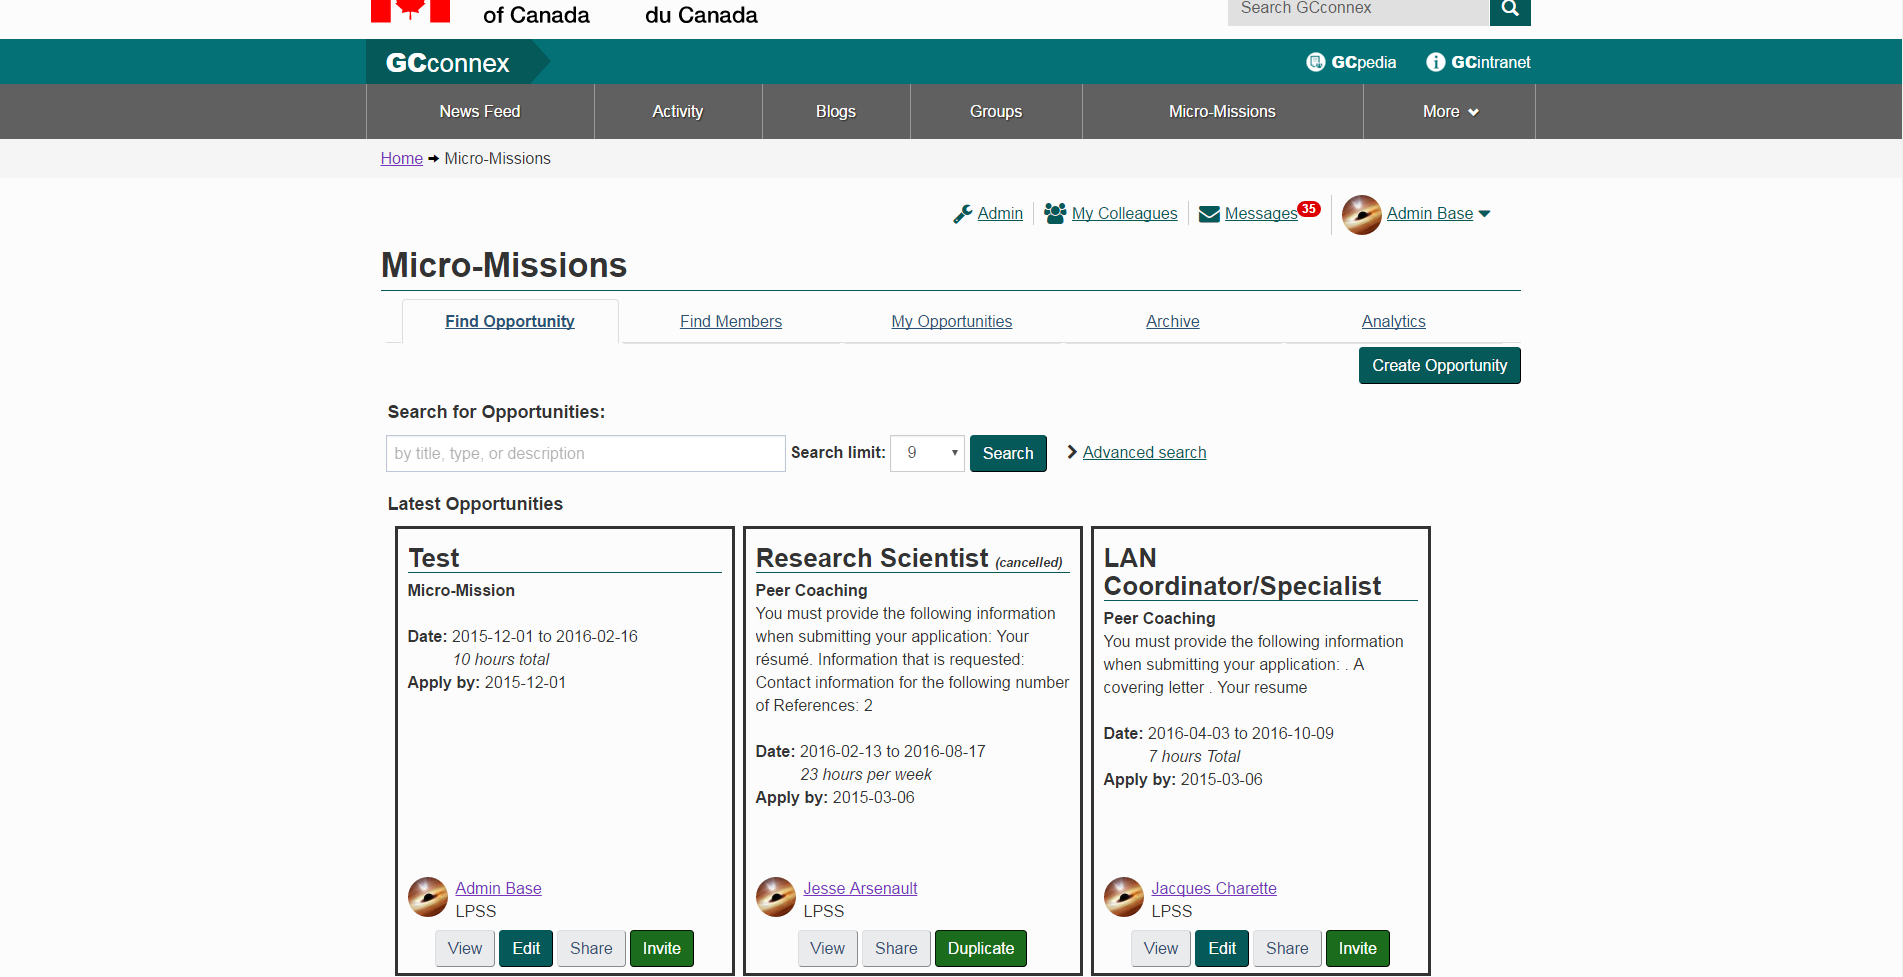 of Canada du Canada
Search GCconnex
GCconnex
GCpedia
GCintranet
News Feed
Activity
Blogs
Groups
Micro-Missions
More
Home Micro-Missions
Admin
My Colleagues
Messages 35
Admin Base
Micro-Missions
Find Opportunity
Find Members
My Opportunities
Archive
Analytics
Create Opportunity
Search for Opportunities:
by title, type, or description
Search limit: 9
Search
Advanced search
Latest Opportunities
Test
Micro-Mission
Date: 2015-12-01 to 2016-02-16
10 hours total
Apply by: 2015-12-01
Admin Base
LPSS
View
Edit
Share
Invite
Research Scientist (cancelled)
Peer Coaching
You must provide the following information
when submitting your application: Your
résumé. Information that is requested:
Contact information for the following number
of References: 2
Date: 2016-02-13 to 2016-08-17
23 hours per week
Apply by: 2015-03-06
Jesse Arsenault
LPSS
View
Share
Duplicate
LAN
Coordinator/Specialist
Peer Coaching
You must provide the following information
when submitting your application: . A
covering letter . Your resume
Date: 2016-04-03 to 2016-10-09
7 hours Total
Apply by: 2015-03-06
Jacques Charette
LPSS
View
Edit
Share
Invite